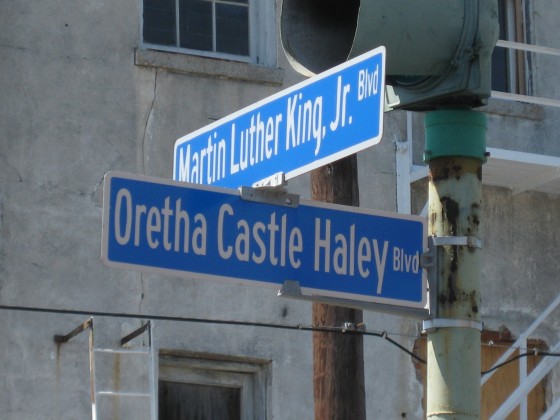 Martin Luther King, Jr. Blvd
Oretha Castle Haley Blvd